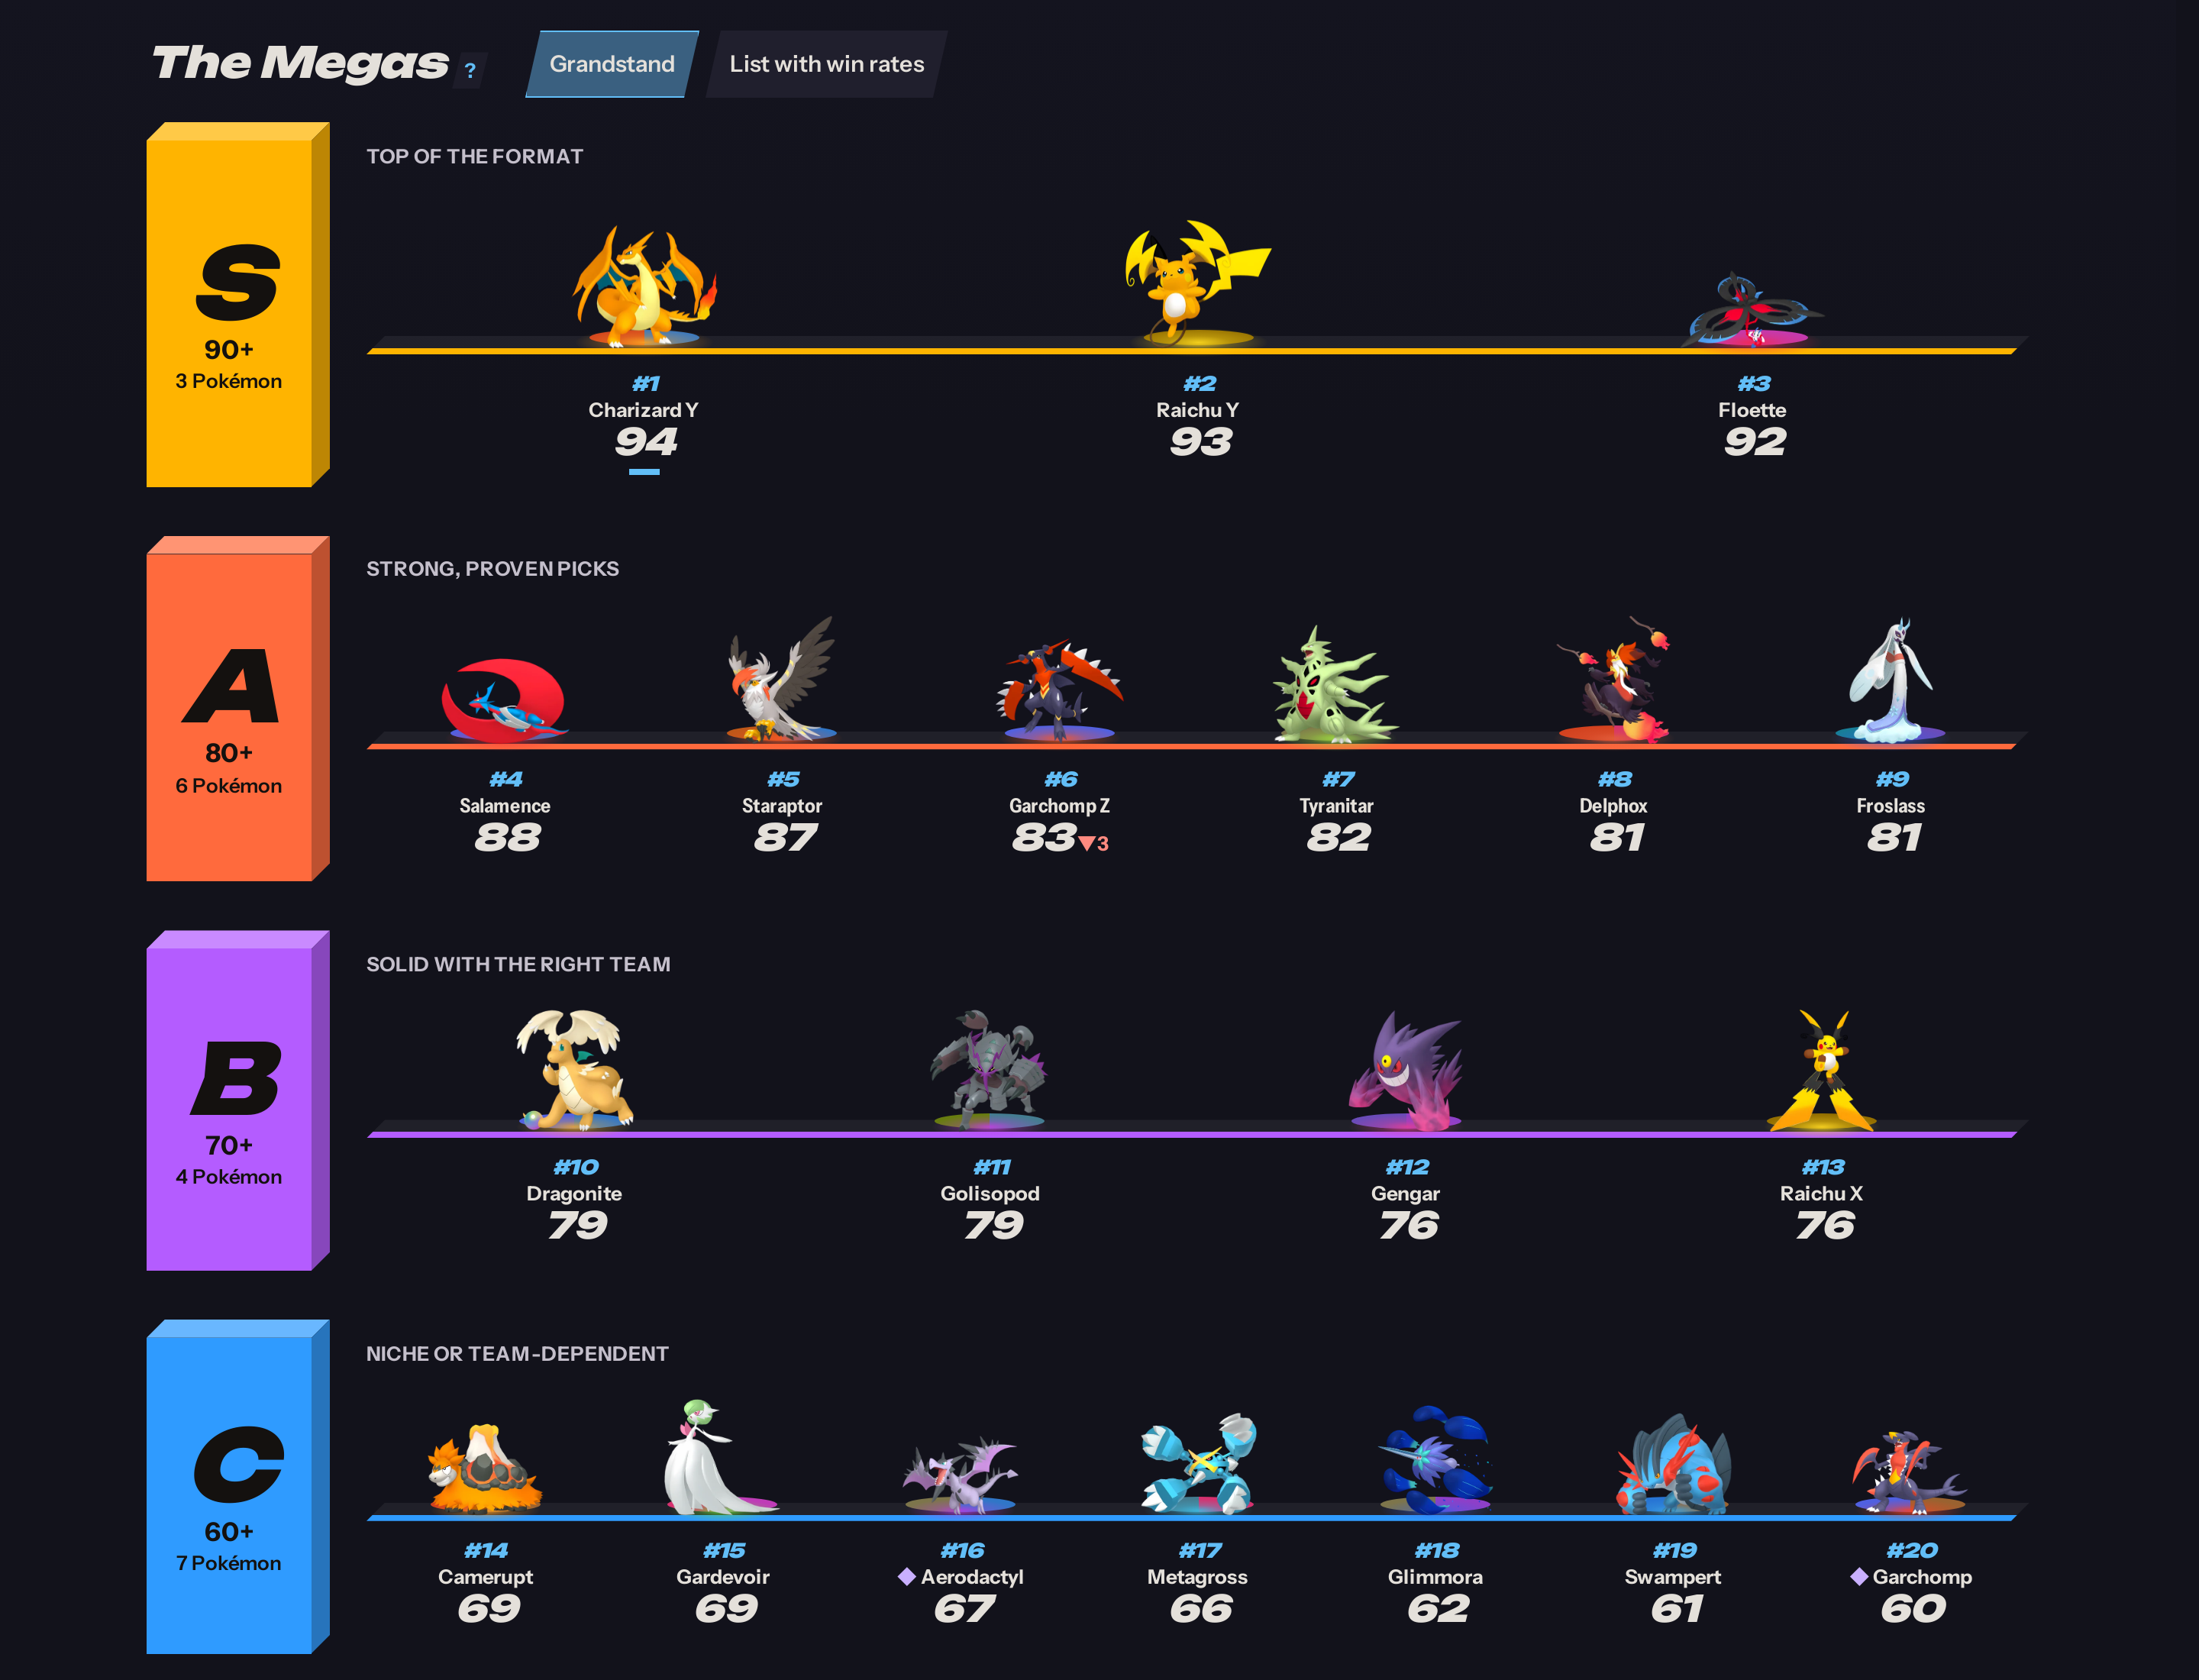 The Megas ?
Grandstand
List with win rates
S
90+
3 Pokémon
TOP OF THE FORMAT
#1
Charizard Y
94
#2
Raichu Y
93
#3
Floette
92
A
80+
6 Pokémon
STRONG, PROVEN PICKS
#4
Salamence
88
#5
Staraptor
87
#6
Garchomp Z
83▼3
#7
Tyranitar
82
#8
Delphox
81
#9
Froslass
81
B
70+
4 Pokémon
SOLID WITH THE RIGHT TEAM
#10
Dragonite
79
#11
Golisopod
79
#12
Gengar
76
#13
Raichu X
76
C
60+
7 Pokémon
NICHE OR TEAM-DEPENDENT
#14
Camerupt
69
#15
Gardevoir
69
#16
Aerodactyl
67
#17
Metagross
66
#18
Glimmora
62
#19
Swampert
61
#20
Garchomp
60